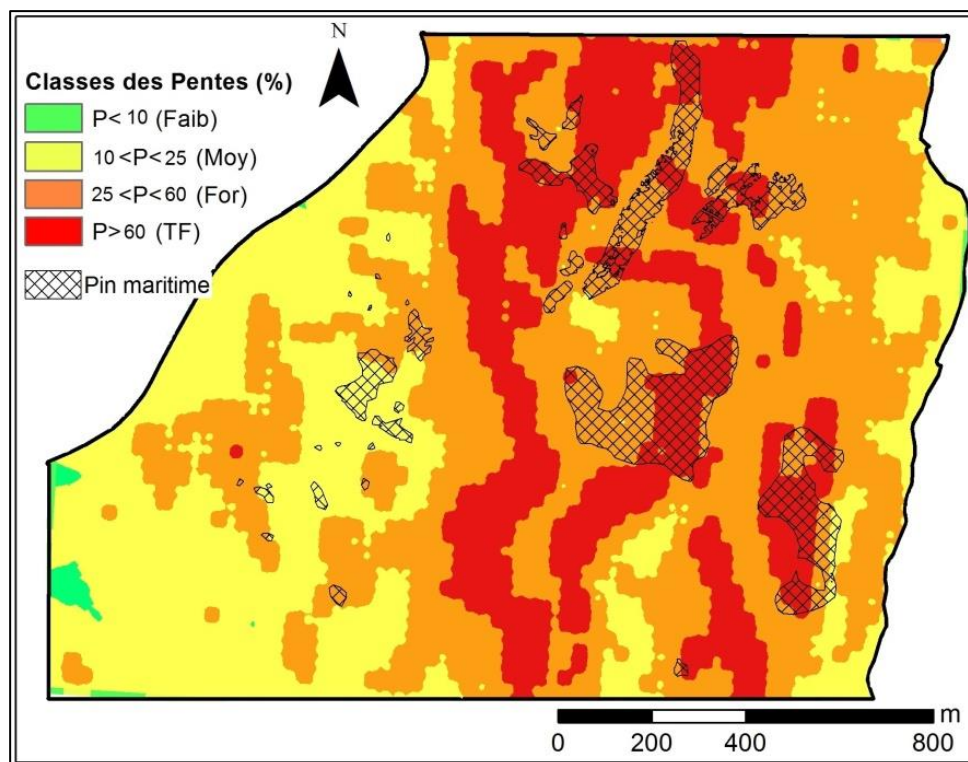 N
Classes des Pentes (%)
P< 10 (Faib)
10 <P< 25 (Moy)
25 <P< 60 (For)
P> 60 (TF)
Pin maritime
m
0 200 400 800